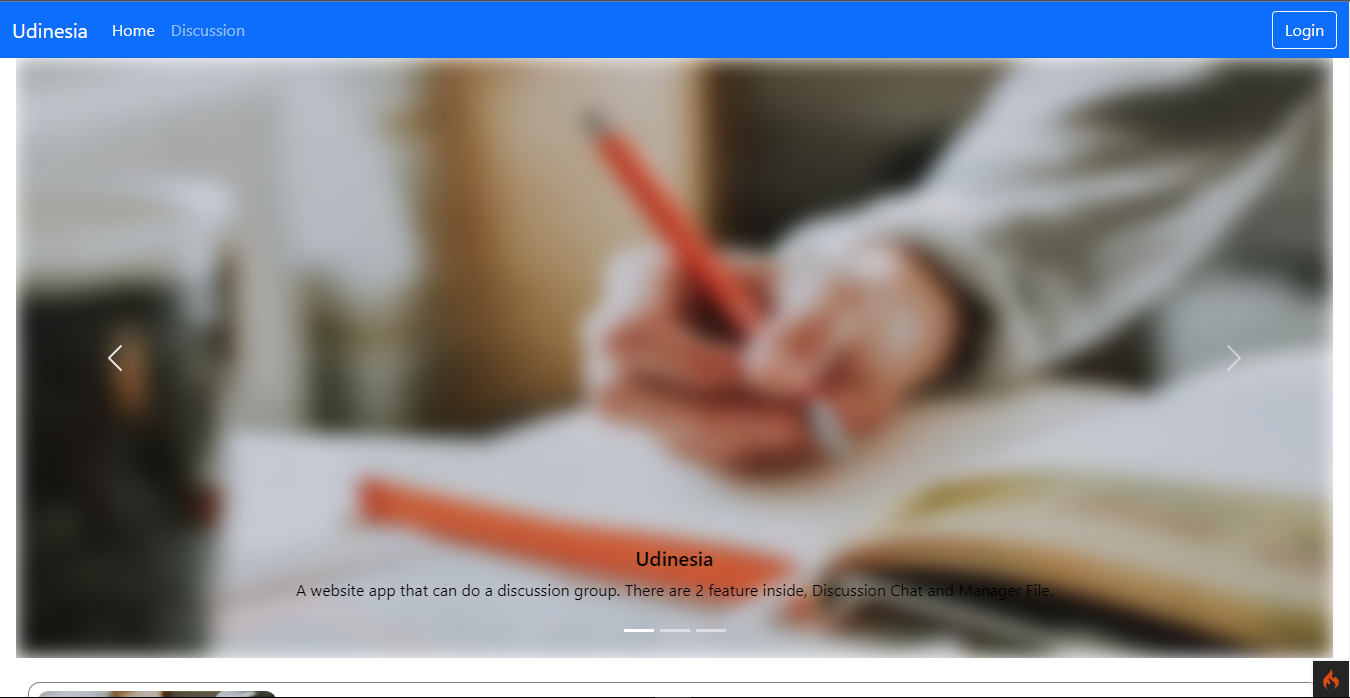 Udinesia Home Discussion Login
Udinesia
A website app that can do a discussion group. There are 2 feature inside, Discussion Chat and Manager File.